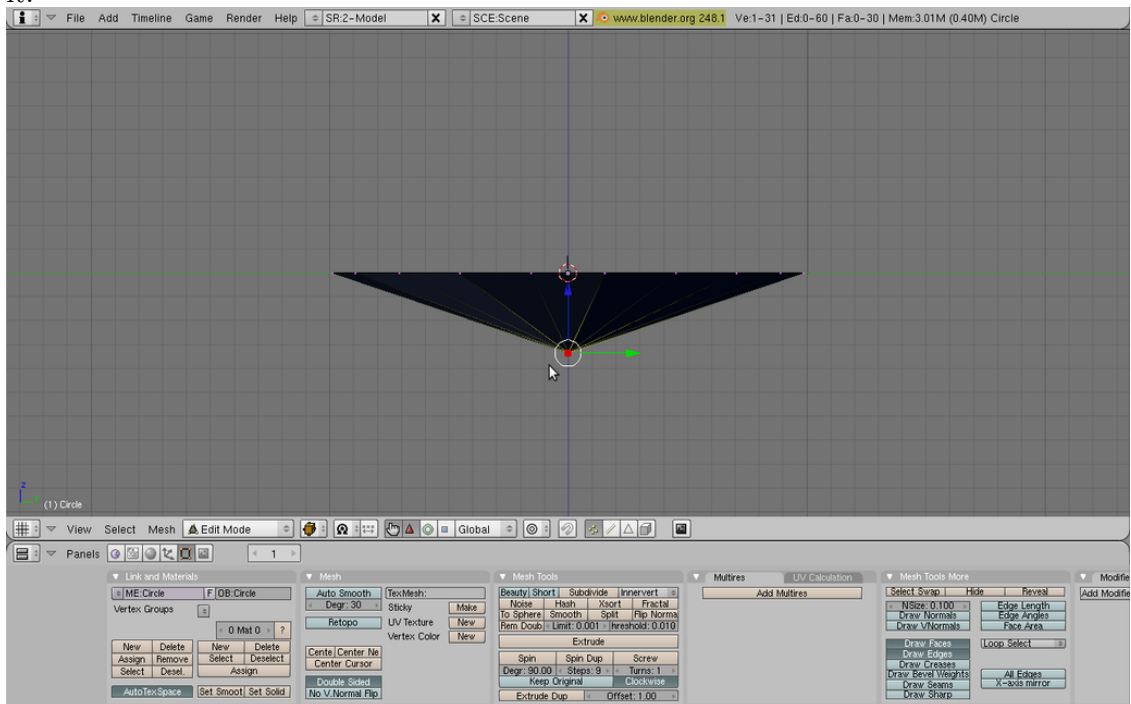 File Add Timeline Game Render Help SR:2-Model X SCE:Scene X www.blender.org 248.1 Ve:1-31 | Ed:0-60 | Fa:0-30 | Mem:3.01M (0.40M) Circle
z
(1) Circle
View Select Mesh Edit Mode Global
Panels 1
Link and Materials
ME:Circle F OB:Circle
Vertex Groups
0 Mat 0 ?
New Delete New Delete
Assign Remove Select Deselect
Select Desel. Assign
AutoTexSpace Set Smoot Set Solid
Mesh
Auto Smooth TexMesh:
Degr: 30 Sticky Make
Retopo UV Texture New
Vertex Color New
Cente Center Ne
Center Cursor
Double Sided
No V.Normal Flip
Mesh Tools
Beauty Short Subdivide Innervert
Noise Hash Xsort Fractal
To Sphere Smooth Split Flip Norma
Rem Doub Limit: 0.001 hreshold: 0.010
Extrude
Spin Spin Dup Screw
Degr: 90.00 Steps: 9 Turns: 1
Keep Original Clockwise
Extrude Dup Offset: 1.00
Multires UV Calculation
Add Multires
Mesh Tools More
Select Swap Hide Reveal
NSize: 0.100 Edge Length
Draw Normals Edge Angles
Draw VNormals Face Area
Draw Faces Loop Select
Draw Edges
Draw Creases
Draw Bevel Weights All Edges
Draw Seams X-axis mirror
Draw Sharp
Modifie
Add Modifie